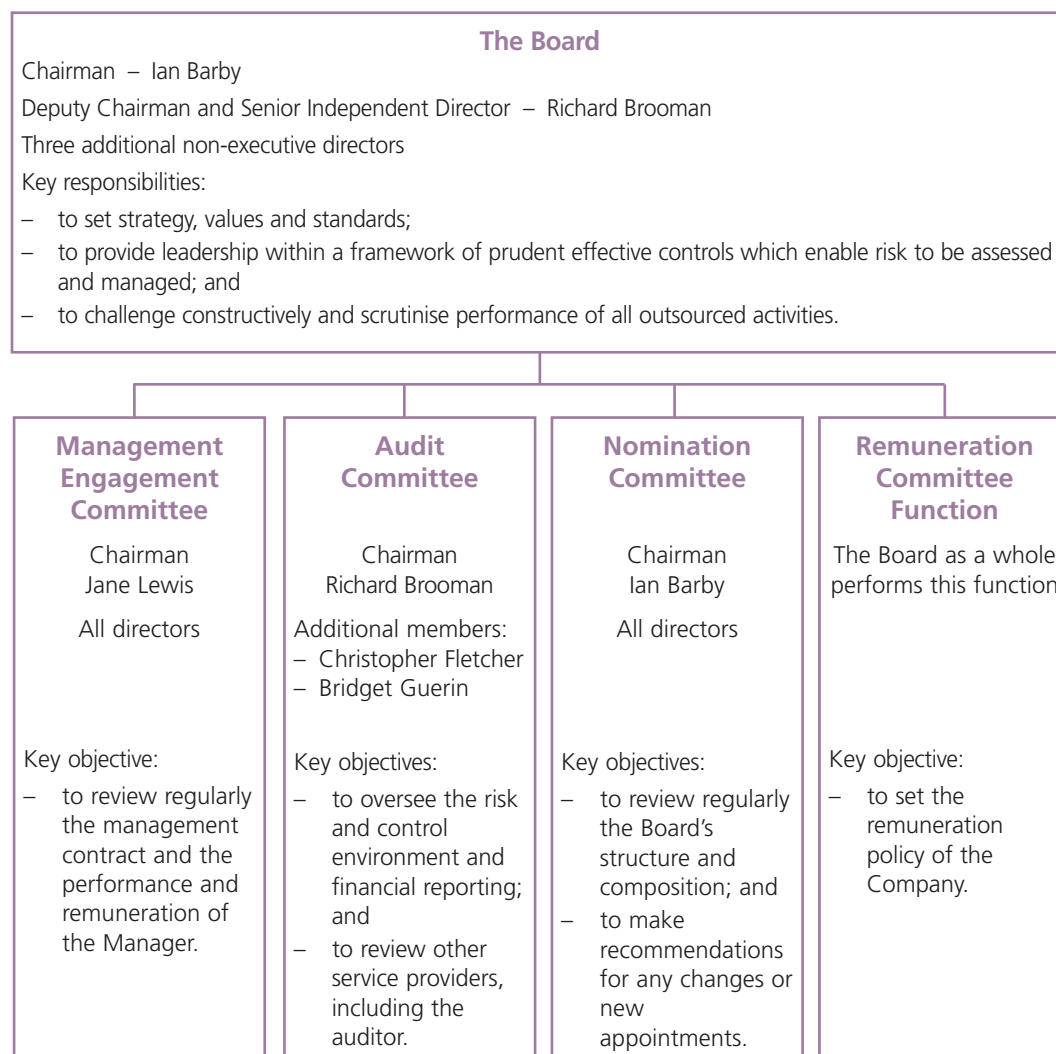 The Board
Chairman – Ian Barby
Deputy Chairman and Senior Independent Director – Richard Brooman
Three additional non-executive directors
Key responsibilities:
– to set strategy, values and standards;
– to provide leadership within a framework of prudent effective controls which enable risk to be assessed
and managed; and
– to challenge constructively and scrutinise performance of all outsourced activities.
Management
Engagement
Committee
Chairman
Jane Lewis
All directors
Key objective:
– to review regularly
the management
contract and the
performance and
remuneration of
the Manager.
Audit
Committee
Chairman
Richard Brooman
Additional members:
– Christopher Fletcher
– Bridget Guerin
Key objectives:
– to oversee the risk
and control
environment and
financial reporting;
and
– to review other
service providers,
including the
auditor.
Nomination
Committee
Chairman
Ian Barby
All directors
Key objectives:
– to review regularly
the Board's
structure and
composition; and
– to make
recommendations
for any changes or
new
appointments.
Remuneration
Committee
Function
The Board as a whole
performs this function
Key objective:
– to set the
remuneration
policy of the
Company.